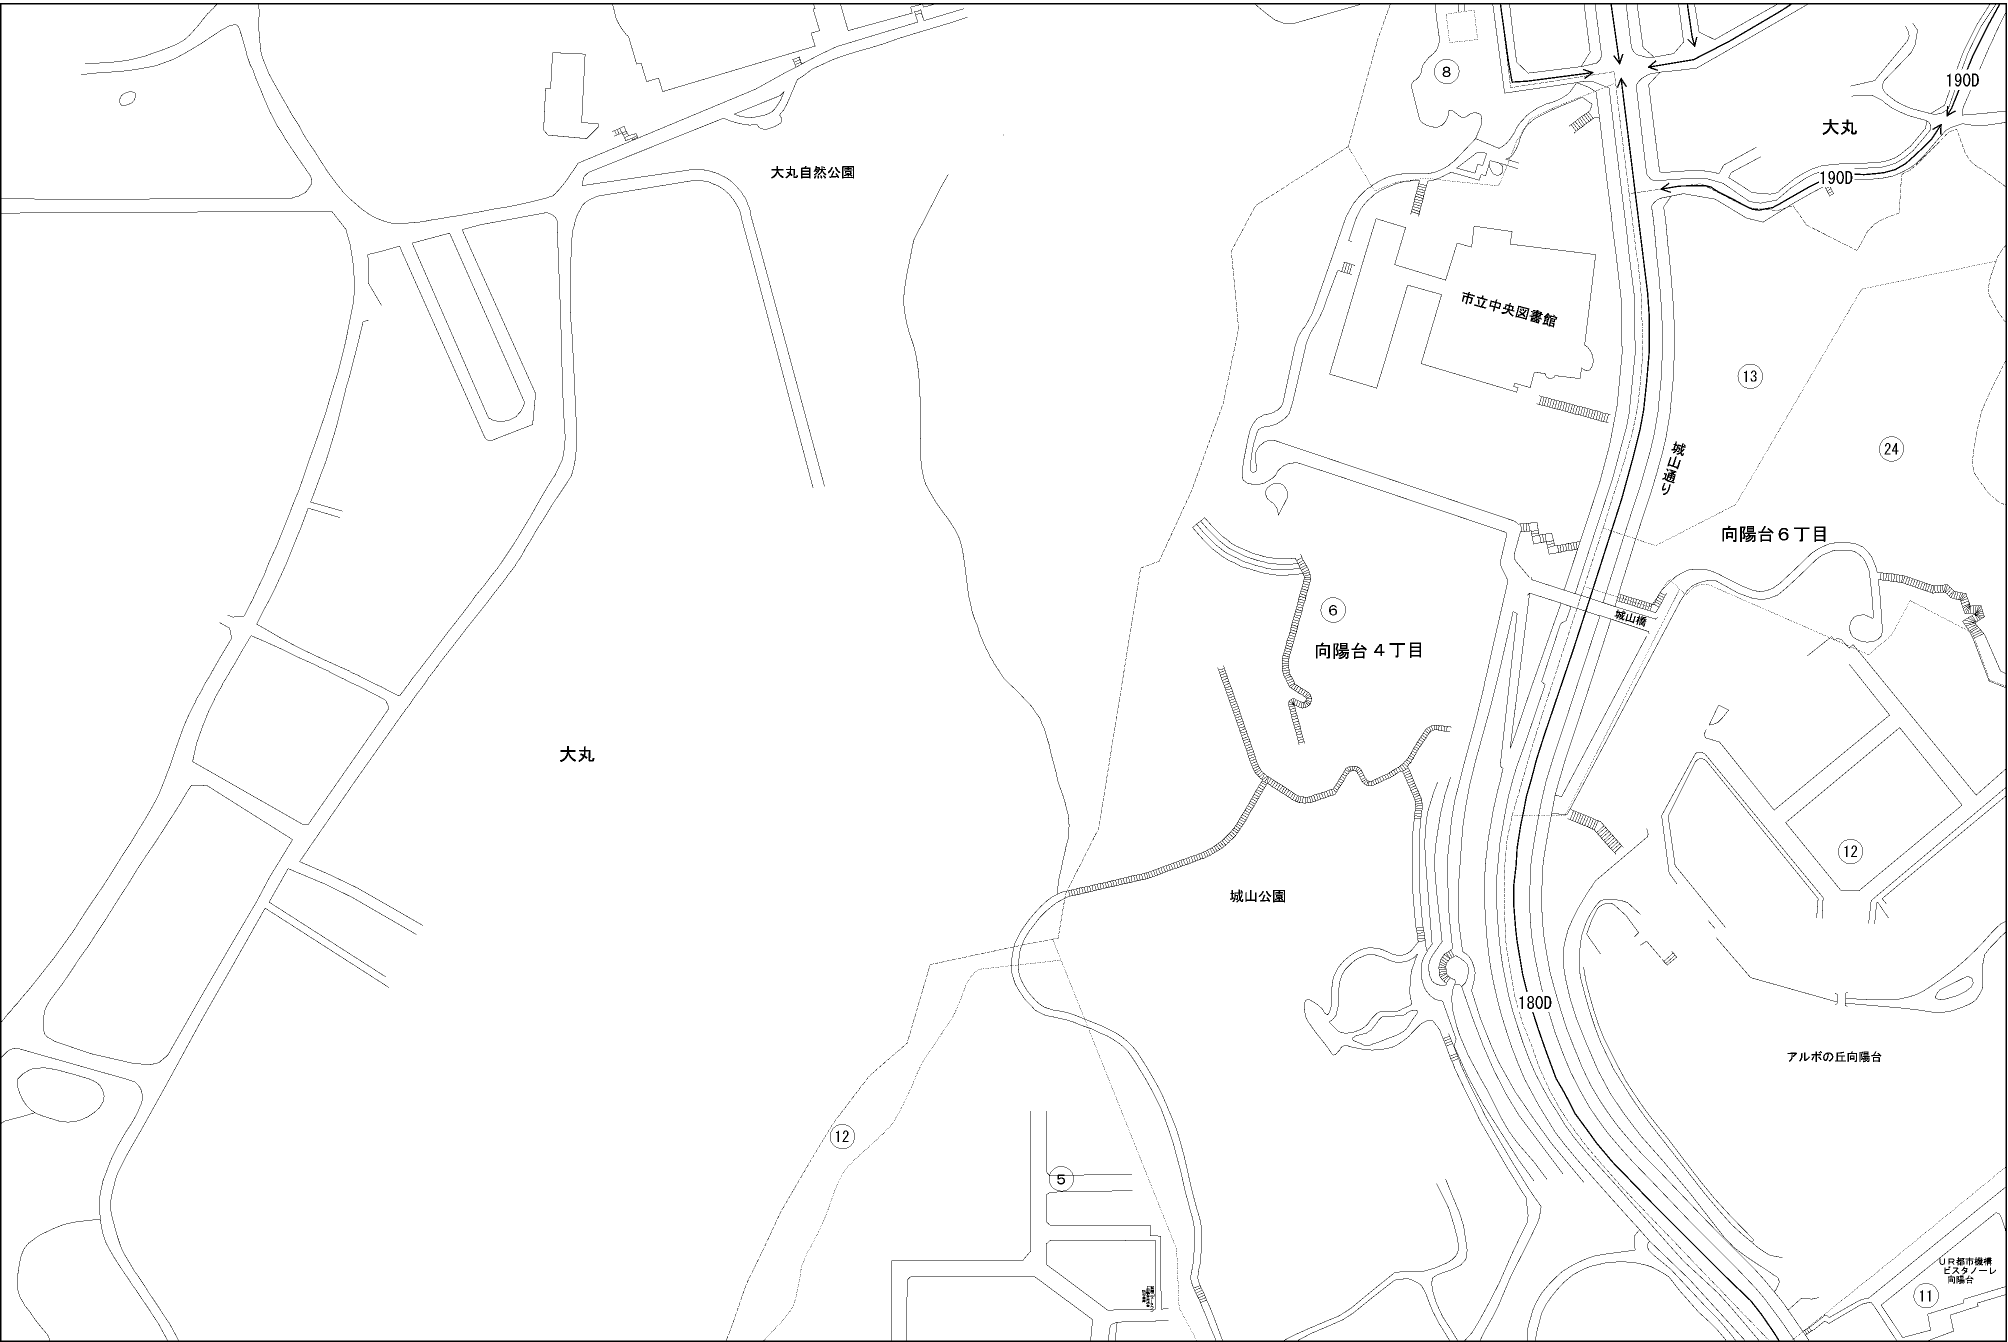 8
190D
大丸
大丸自然公園
190D
市立中央図書館
13
城山通り
24
向陽台６丁目
6
城山橋
向陽台４丁目
大丸
12
城山公園
180D
アルボの丘向陽台
12
5
ＵＲ都市機構
ビスタノーレ
向陽台
11